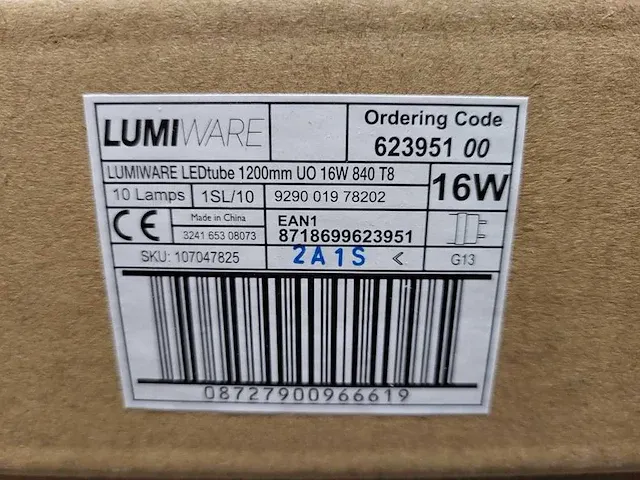 LUMIWARE
Ordering Code
623951 00
LUMIWARE LEDtube 1200mm UO 16W 840 T8
16W
10 Lamps 1SL/10 9290 019 78202
CE
Made in China
3241 653 08073
EAN1
8718699623951
SKU: 107047825
2A1S <
G13
08727900966619